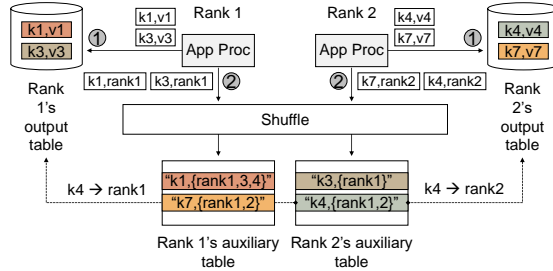 Rank 1
Rank 2
k1,v1
k3,v3
1
k1,v1
k3,v3
App Proc
App Proc
k4,v4
k7,v7
1
k4,v4
k7,v7
k1,rank1
k3,rank1
2
2
k7,rank2
k4,rank2
Rank
1's
output
table
Rank
2's
output
table
Shuffle
k4 → rank1
"k1,{rank1,3,4}"
"k7,{rank1,2}"
"k3,{rank1}"
"k4,{rank1,2}"
k4 → rank2
Rank 1's auxiliary
table
Rank 2's auxiliary
table